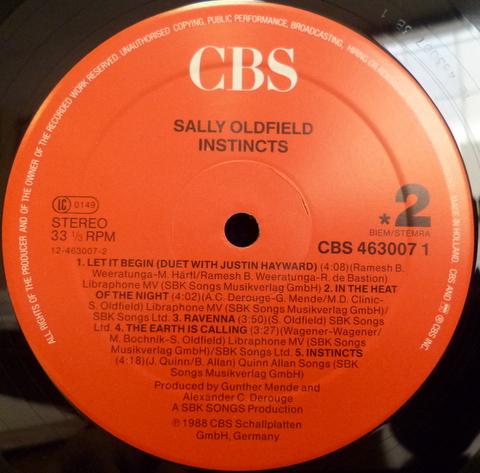 ALL RIGHTS OF THE PRODUCER AND OF THE OWNER OF THE RECORDED WORK RESERVED. UNAUTHORISED COPYING, PUBLIC PERFORMANCE, BROADCASTING, HIRING OR
CBS
SALLY OLDFIELD
INSTINCTS
LC 0149
STEREO
33 1/3 RPM
12-463007-2
*2
BIEM/STEMRA
CBS 463007 1
1. LET IT BEGIN (DUET WITH JUSTIN HAYWARD) (4:08) (Ramesh B.
Weeratunga-M. Härtl/Ramesh B. Weeratunga-R. de Bastion)
Libraphone MV (SBK Songs Musikverlag GmbH) 2. IN THE HEAT
OF THE NIGHT (4:02) (A.C. Derouge-G. Mende/M.D. Clinic-
S. Oldfield) Libraphone MV (SBK Songs Musikverlag GmbH)/
SBK Songs Ltd. 3. RAVENNA (3:50) (S. Oldfield) SBK Songs
Ltd. 4. THE EARTH IS CALLING (3:27) (Wagener-Wagener/
M. Bochnik-S. Oldfield) Libraphone MV (SBK Songs
Musikverlag GmbH)/SBK Songs Ltd. 5. INSTINCTS
(4:18) (J. Quinn/B. Allan) Quinn Allan Songs (SBK
Songs Musikverlag GmbH)
Produced by Gunther Mende and
Alexander C. Derouge
A SBK SONGS Production
℗ 1988 CBS Schallplatten
GmbH, Germany
MADE IN HOLLAND. CBS AND ® CBS INC.